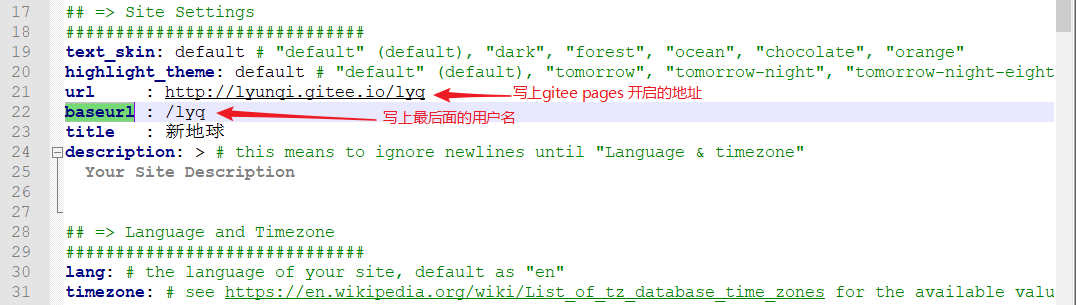 17 ## => Site Settings
18 ##############################
19 text_skin: default # "default" (default), "dark", "forest", "ocean", "chocolate", "orange"
20 highlight_theme: default # "default" (default), "tomorrow", "tomorrow-night", "tomorrow-night-eight
21 url : http://lyunqi.gitee.io/lyq 写上gitee pages 开启的地址
22 baseurl : /lyq 写上最后面的用户名
23 title : 新地球
24 description: > # this means to ignore newlines until "Language & timezone"
25 Your Site Description
26
27
28 ## => Language and Timezone
29 ##############################
30 lang: # the language of your site, default as "en"
31 timezone: # see https://en.wikipedia.org/wiki/List_of_tz_database_time_zones for the available valu